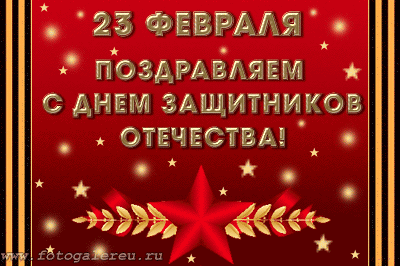 23 ФЕВРАЛЯ
ПОЗДРАВЛЯЕМ
С ДНЕМ ЗАЩИТНИКОВ
ОТЕЧЕСТВА!
www.fotogalereu.ru